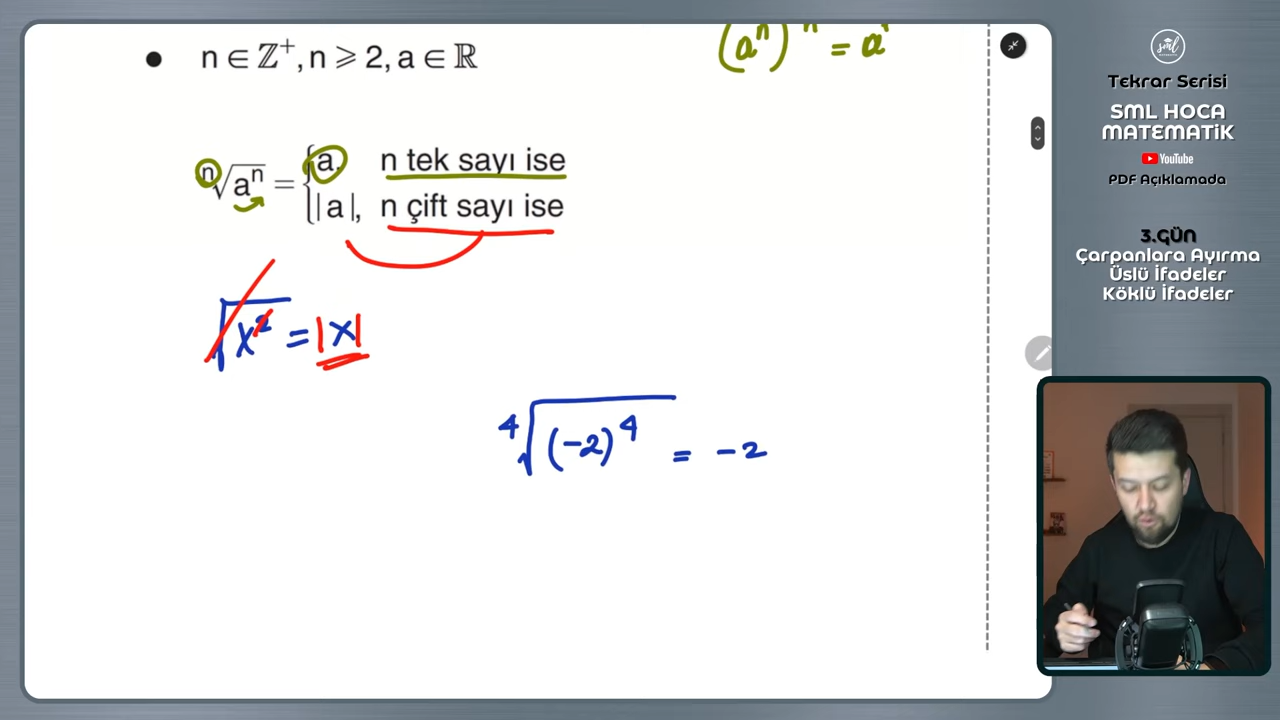 (aⁿ)ⁿ = a
• n ∈ ℤ⁺, n ⩾ 2, a ∈ ℝ
ⁿ√aⁿ = { a, n tek sayı ise
|a|, n çift sayı ise
√x² = |x|
⁴√(-2)⁴ = -2
sml
Tekrar Serisi
SML HOCA
MATEMATİK
YouTube
PDF Açıklamada
3.GÜN
Çarpanlara Ayırma
Üslü İfadeler
Köklü İfadeler